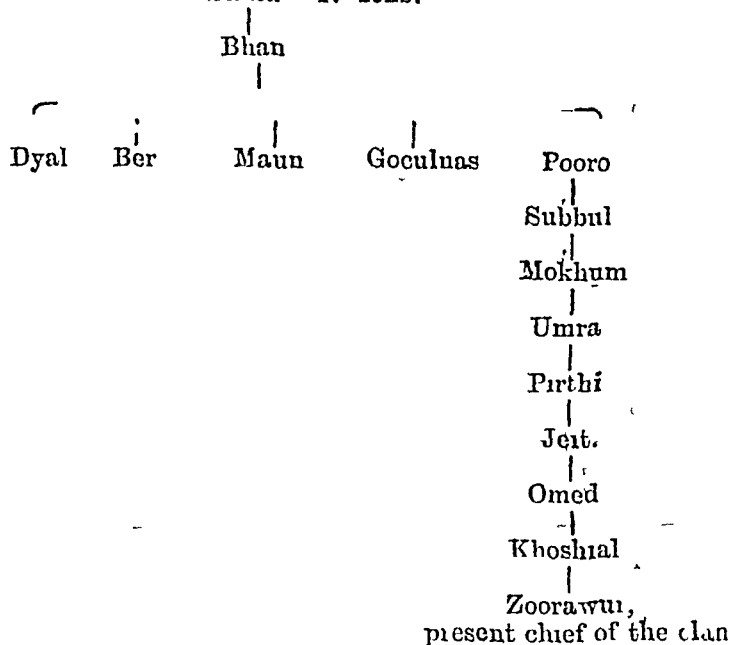 Bhan
Dyal Ber Maun Goculnas Pooro
Subbul
Mokhum
Umra
Pirthi
Jeit.
Omed
Khoshial
Zoorawur,
present chief of the clan